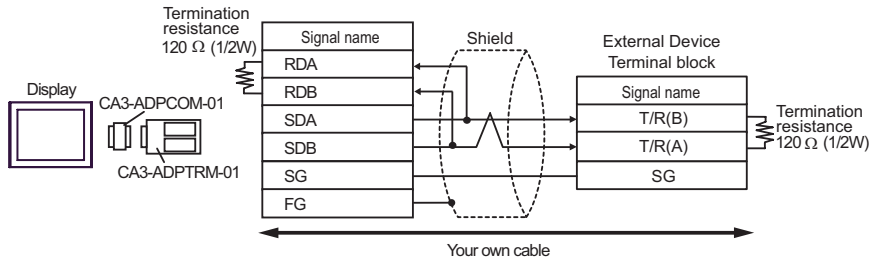 Termination
resistance
120 Ω (1/2W)
Display
CA3-ADPCOM-01
CA3-ADPTRM-01
Signal name
RDA
RDB
SDA
SDB
SG
FG
Shield
External Device
Terminal block
Signal name
T/R(B)
T/R(A)
SG
Termination
resistance
120 Ω (1/2W)
Your own cable